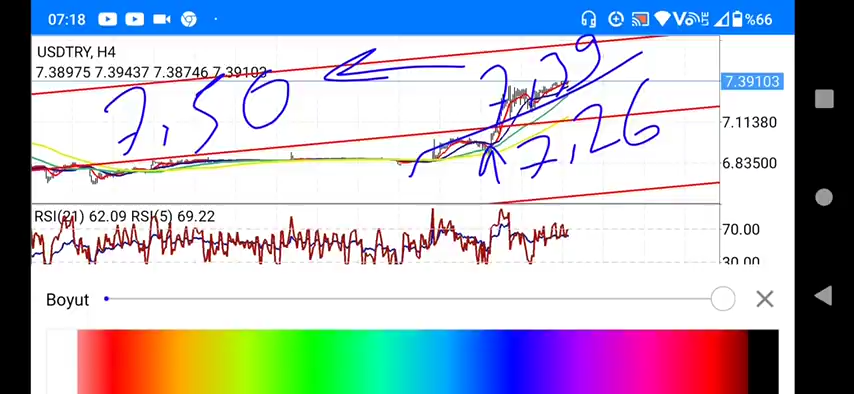 07:18
%66
USDTRY, H4
7.38975 7.39437 7.38746 7.39103
7.39103
7,39
7,50
7.11380
7,26
6.83500
RSI(21) 62.09 RSI(5) 69.22
70.00
30.00
Boyut